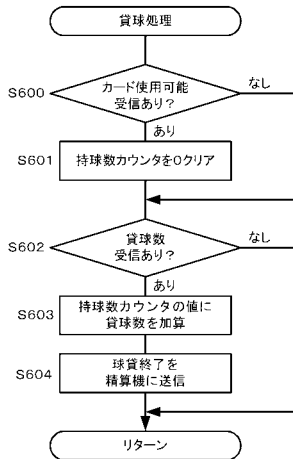 貸球処理
S600
カード使用可能
受信あり?
なし
あり
S601
持球数カウンタを0クリア
S602
貸球数
受信あり?
なし
あり
S603
持球数カウンタの値に
貸球数を加算
S604
球貸終了を
精算機に送信
リターン